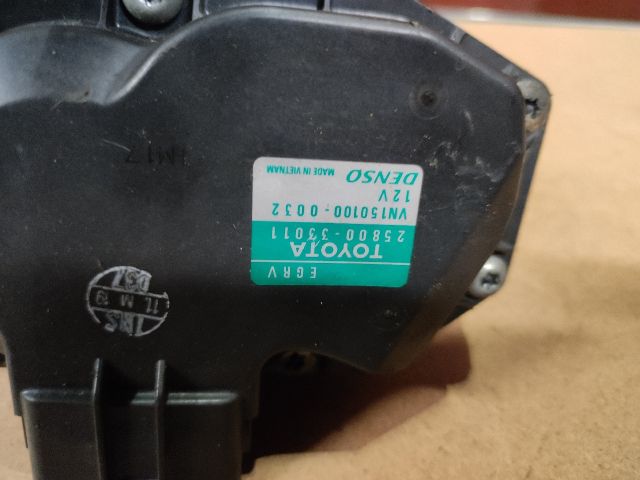 EGRV
TOYOTA
25800-33011
VN150100-0032
12V
DENSO MADE IN VIETNAM